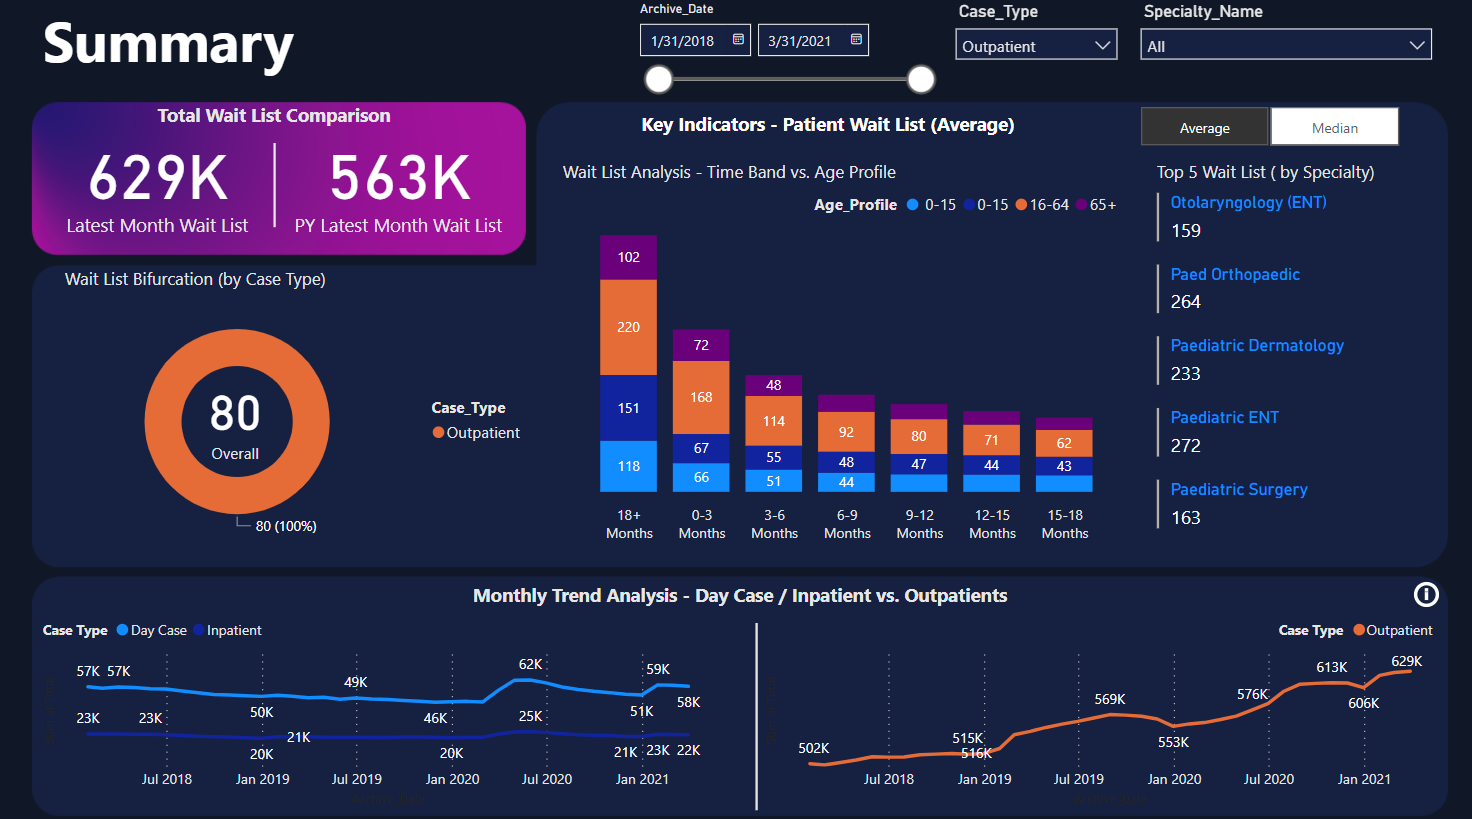 Summary
Archive_Date
1/31/2018
3/31/2021
Case_Type
Outpatient
Specialty_Name
All
Total Wait List Comparison
629K
563K
Latest Month Wait List
PY Latest Month Wait List
Key Indicators - Patient Wait List (Average)
Average
Median
Wait List Analysis - Time Band vs. Age Profile
Age_Profile 0-15 0-15 16-64 65+
102
220
151
118
72
168
67
66
48
114
55
51
92
48
44
80
47
71
44
62
43
18+ Months
0-3 Months
3-6 Months
6-9 Months
9-12 Months
12-15 Months
15-18 Months
Top 5 Wait List ( by Specialty)
Otolaryngology (ENT)
159
Paed Orthopaedic
264
Paediatric Dermatology
233
Paediatric ENT
272
Paediatric Surgery
163
Wait List Bifurcation (by Case Type)
80
Overall
80 (100%)
Case_Type
Outpatient
Monthly Trend Analysis - Day Case / Inpatient vs. Outpatients
Case Type Day Case Inpatient
57K 57K 49K 62K 59K
50K 46K 51K 58K
23K 23K 21K 25K
20K 20K 21K 23K 22K
Jul 2018 Jan 2019 Jul 2019 Jan 2020 Jul 2020 Jan 2021
Case Type Outpatient
502K 515K 516K 569K 553K 576K 613K 606K 629K
Jul 2018 Jan 2019 Jul 2019 Jan 2020 Jul 2020 Jan 2021